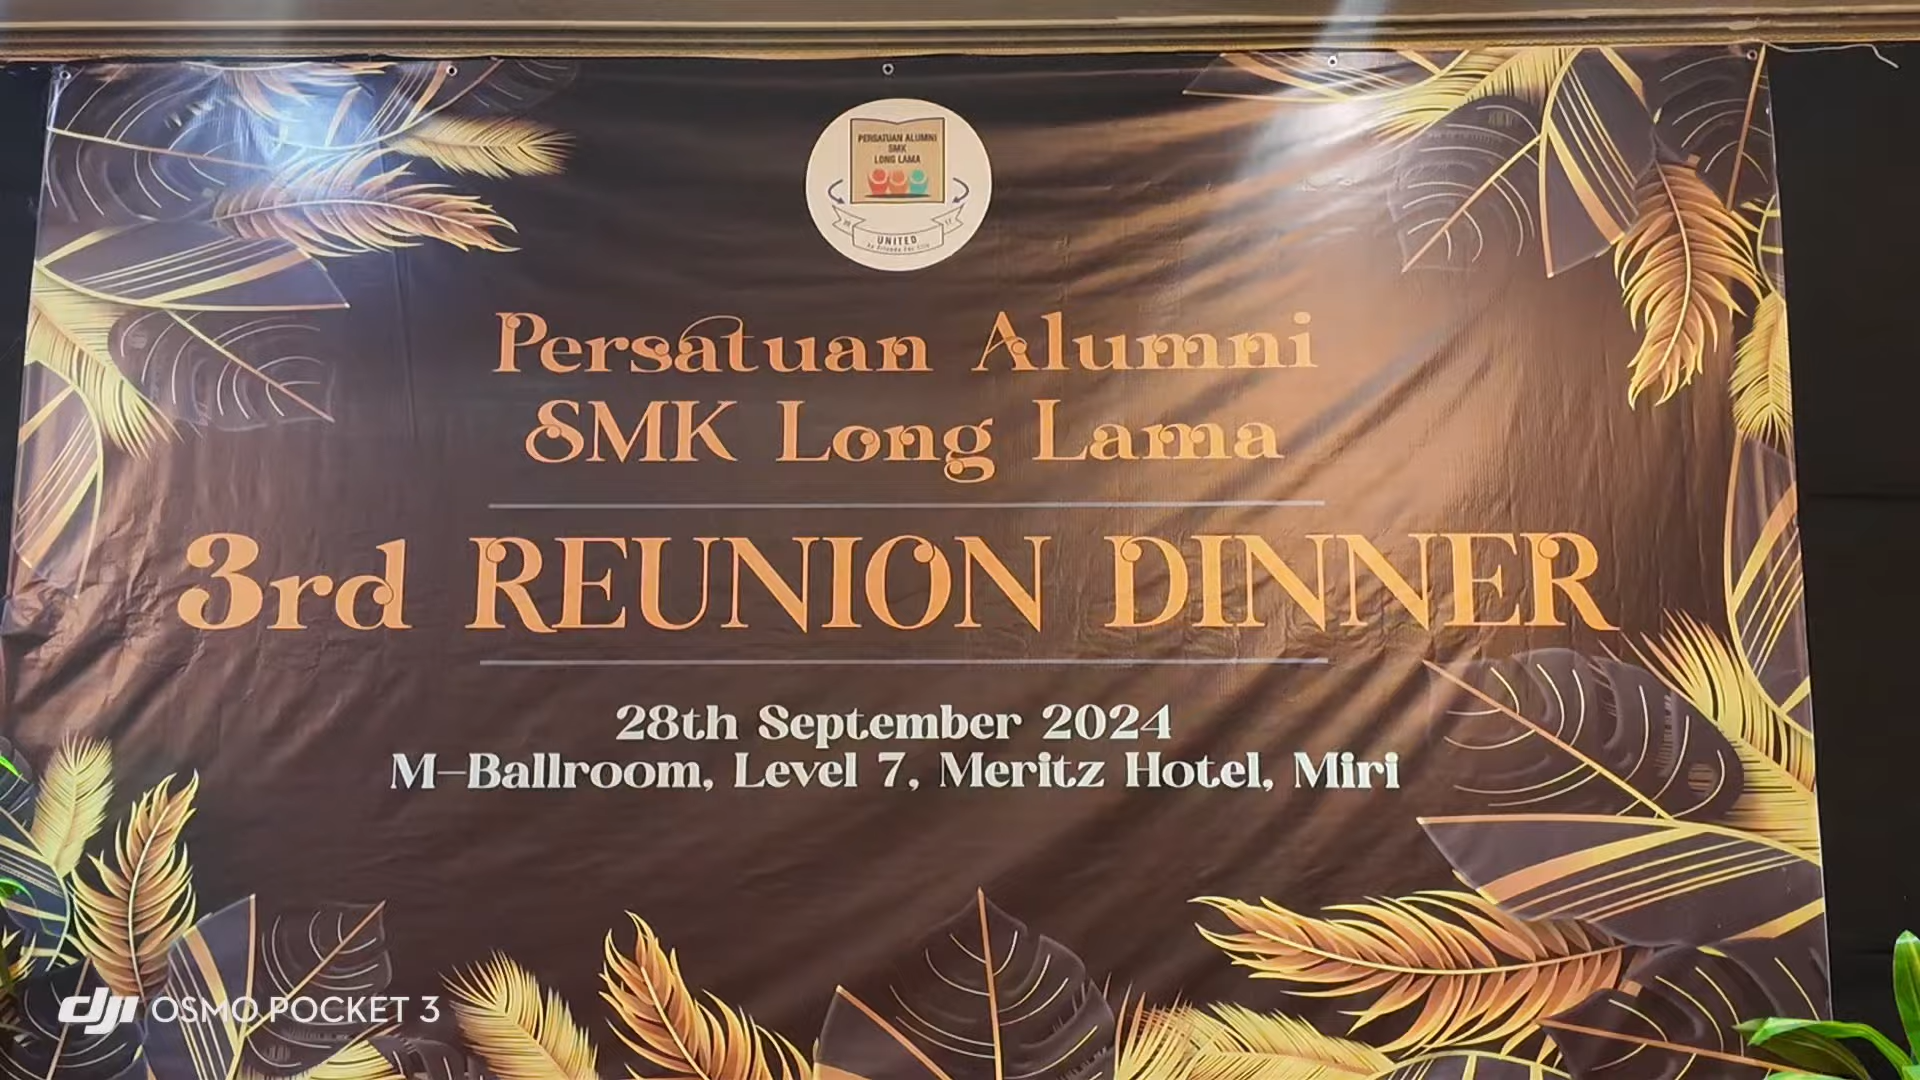 PERSATUAN ALUMNI
SMK
LONG LAMA
UNITED
Persatuan Alumni
SMK Long Lama
3rd REUNION DINNER
28th September 2024
M-Ballroom, Level 7, Meritz Hotel, Miri
dji OSMO POCKET 3